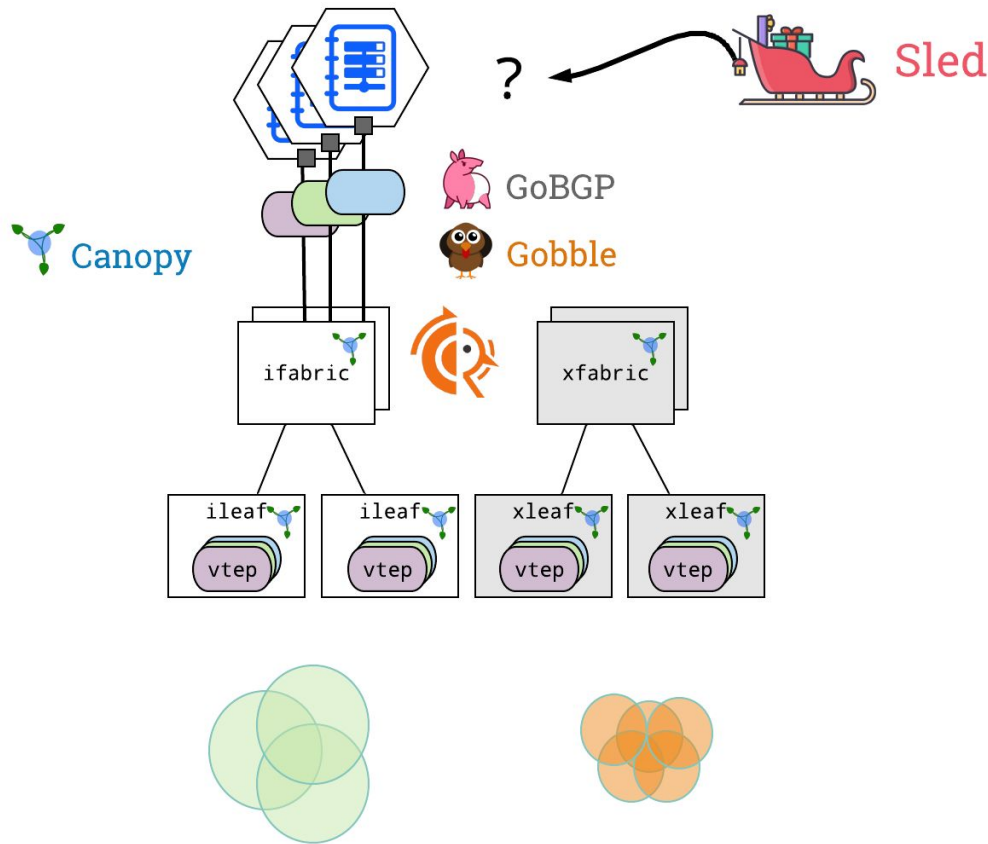 ?
Sled
GoBGP
Canopy
Gobble
ifabric
xfabric
ileaf
ileaf
xleaf
xleaf
vtep
vtep
vtep
vtep